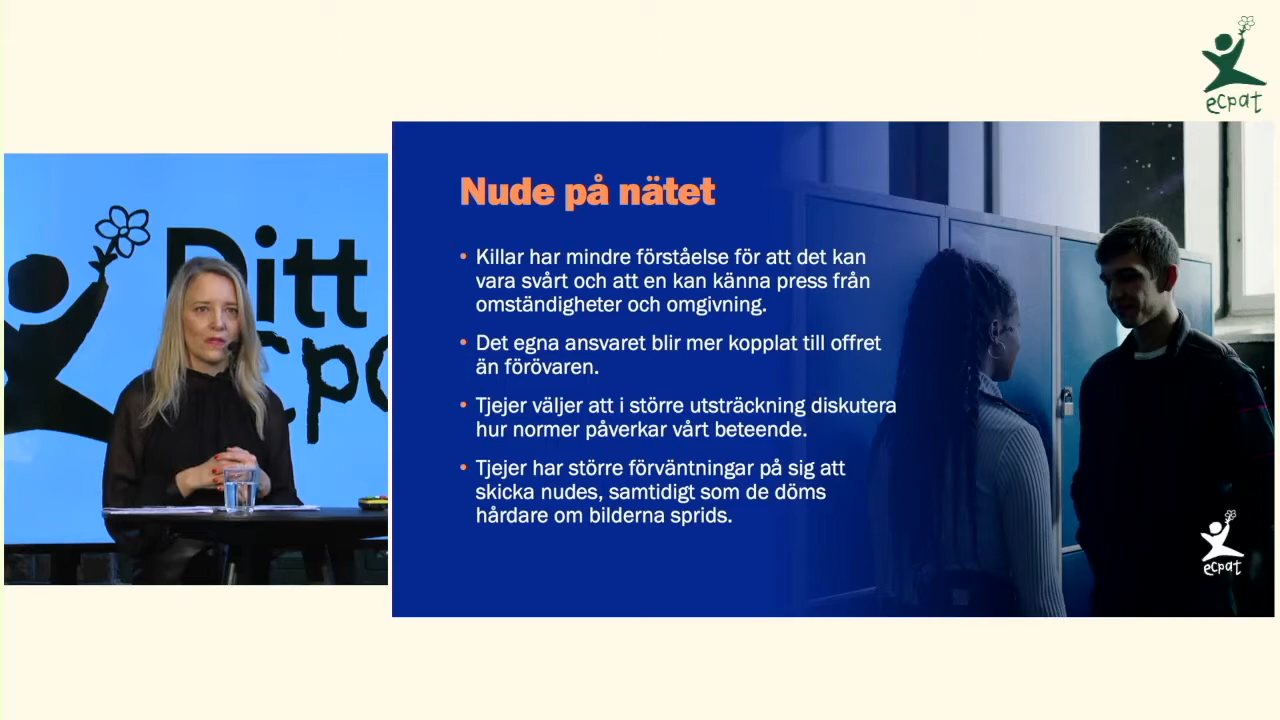 ecpat
Ditt
ecpa
Nude på nätet
• Killar har mindre förståelse för att det kan
vara svårt och att en kan känna press från
omständigheter och omgivning.
• Det egna ansvaret blir mer kopplat till offret
än förövaren.
• Tjejer väljer att i större utsträckning diskutera
hur normer påverkar vårt beteende.
• Tjejer har större förväntningar på sig att
skicka nudes, samtidigt som de döms
hårdare om bilderna sprids.
ecpat